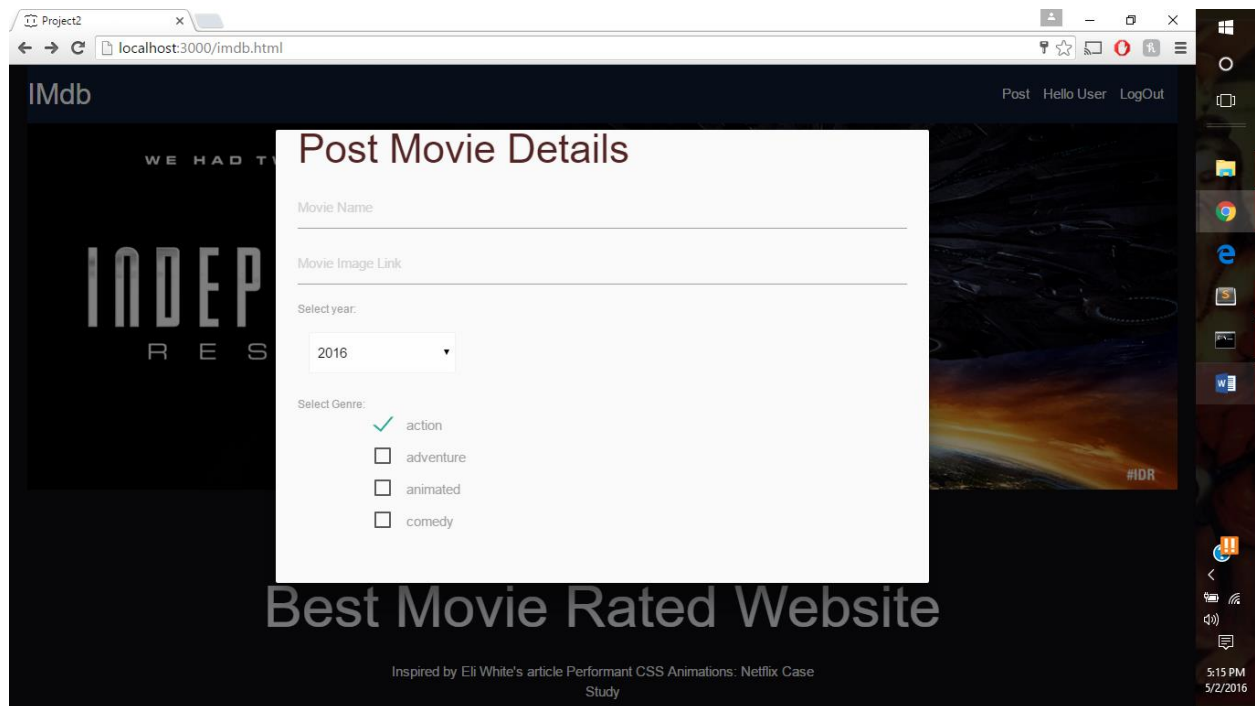 Project2
localhost:3000/imdb.html
IMdb
Post Hello User LogOut
WE HAD TW
INDEP
RES
#IDR
Post Movie Details
Movie Name
Movie Image Link
Select year:
2016
Select Genre:
action
adventure
animated
comedy
Best Movie Rated Website
Inspired by Eli White's article Performant CSS Animations: Netflix Case
Study
5:15 PM
5/2/2016